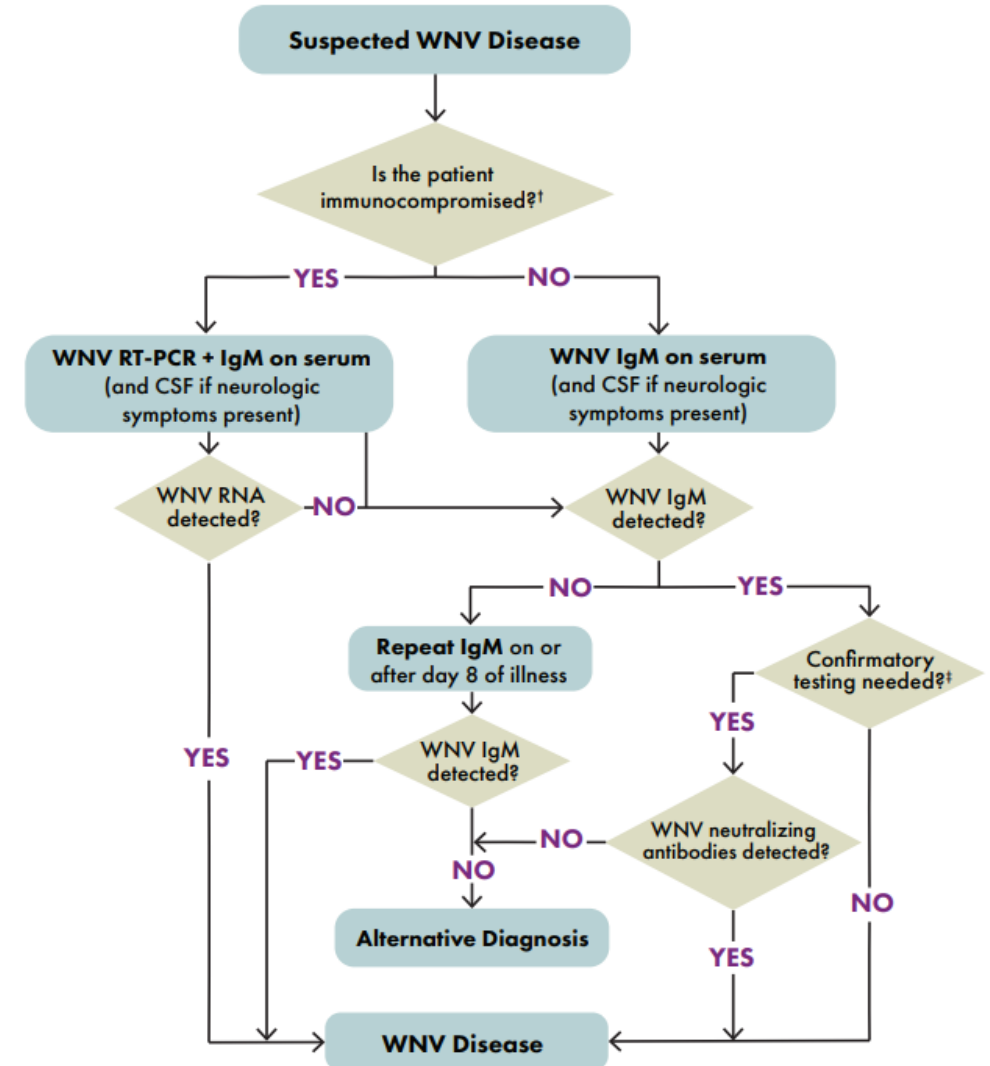 Suspected WNV Disease
Is the patient
immunocompromised?†
YES
NO
WNV RT-PCR + IgM on serum
(and CSF if neurologic
symptoms present)
WNV IgM on serum
(and CSF if neurologic
symptoms present)
WNV RNA
detected?
NO
WNV IgM
detected?
NO
YES
Repeat IgM on or
after day 8 of illness
Confirmatory
testing needed?‡
YES
YES
YES
WNV IgM
detected?
WNV neutralizing
antibodies detected?
NO
NO
NO
Alternative Diagnosis
YES
WNV Disease